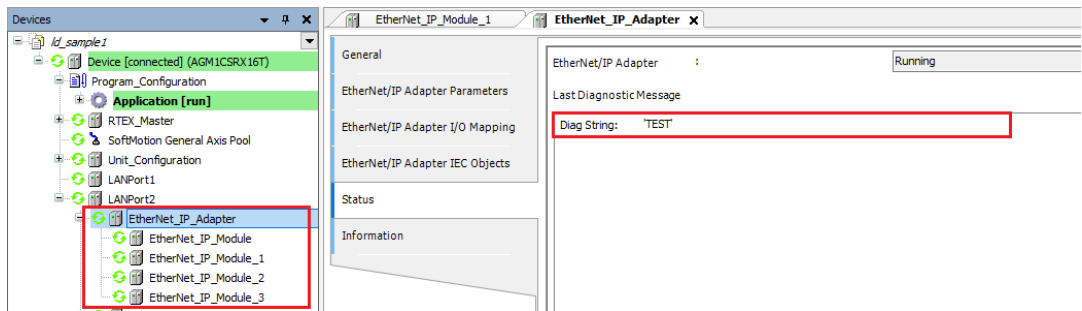 Devices
ld_sample1
Device [connected] (AGM1CSRX16T)
Program_Configuration
Application [run]
RTEX_Master
SoftMotion General Axis Pool
Unit_Configuration
LANPort1
LANPort2
EtherNet_IP_Adapter
EtherNet_IP_Module
EtherNet_IP_Module_1
EtherNet_IP_Module_2
EtherNet_IP_Module_3
EtherNet_IP_Module_1
EtherNet_IP_Adapter X
General
EtherNet/IP Adapter Parameters
EtherNet/IP Adapter I/O Mapping
EtherNet/IP Adapter IEC Objects
Status
Information
EtherNet/IP Adapter : Running
Last Diagnostic Message
Diag String: 'TEST'